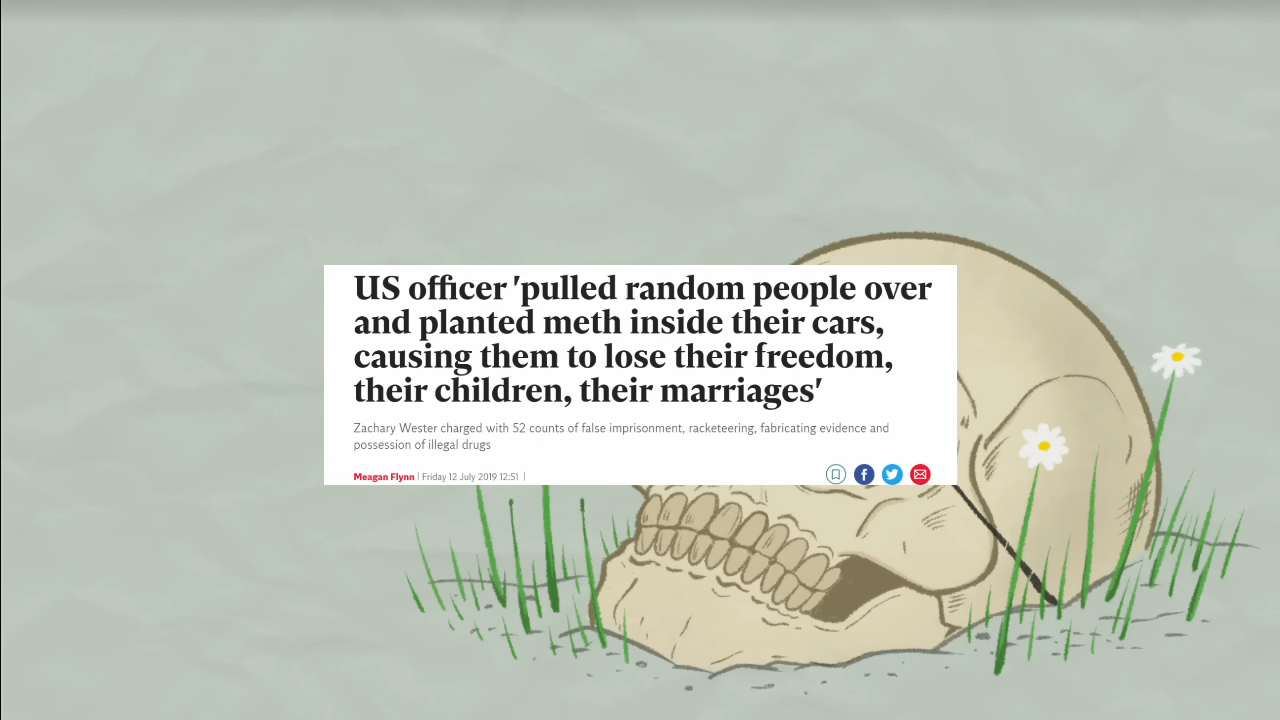 US officer 'pulled random people over
and planted meth inside their cars,
causing them to lose their freedom,
their children, their marriages'
Zachary Wester charged with 52 counts of false imprisonment, racketeering, fabricating evidence and
possession of illegal drugs
Meagan Flynn | Friday 12 July 2019 12:51 |